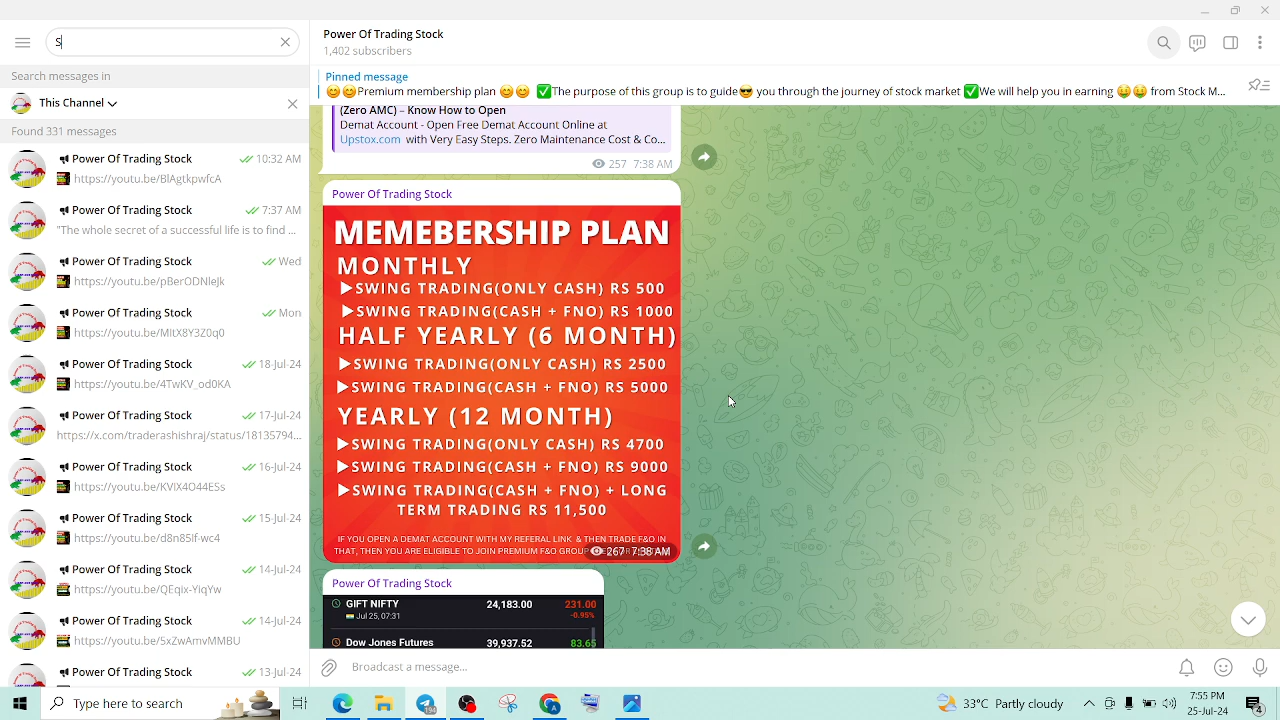 S
Power Of Trading Stock
1,402 subscribers
Search messages in
This Channel
Found 331 messages
Power Of Trading Stock 10:32 AM
https://youtu.be/BlAgtkpwfcA
Power Of Trading Stock 7:37 AM
"The whole secret of a successful life is to find ...
Power Of Trading Stock Wed
https://youtu.be/pBerODNleJk
Power Of Trading Stock Mon
https://youtu.be/MltX8Y3Z0q0
Power Of Trading Stock 18-Jul-24
https://youtu.be/4TwKV_od0KA
Power Of Trading Stock 17-Jul-24
https://x.com/traderashishraj/status/18135794...
Power Of Trading Stock 16-Jul-24
https://youtu.be/KVlX4O44ESs
Power Of Trading Stock 15-Jul-24
https://youtu.be/d8n85lf-wc4
Power Of Trading Stock 14-Jul-24
https://youtu.be/QEqix-YiqYw
Power Of Trading Stock 14-Jul-24
https://youtu.be/5xZwAmvMMBU
Power Of Trading Stock 13-Jul-24
Pinned message
😊😊Premium membership plan 😊😊 ✅The purpose of this group is to guide😎 you through the journey of stock market ✅We will help you in earning 🤑🤑 from Stock M...
(Zero AMC) – Know How to Open
Demat Account - Open Free Demat Account Online at
Upstox.com with Very Easy Steps. Zero Maintenance Cost & Co...
257 7:38 AM
Power Of Trading Stock
MEMEBERSHIP PLAN
MONTHLY
▶SWING TRADING(ONLY CASH) RS 500
▶SWING TRADING(CASH + FNO) RS 1000
HALF YEARLY (6 MONTH)
▶SWING TRADING(ONLY CASH) RS 2500
▶SWING TRADING(CASH + FNO) RS 5000
YEARLY (12 MONTH)
▶SWING TRADING(ONLY CASH) RS 4700
▶SWING TRADING(CASH + FNO) RS 9000
▶SWING TRADING(CASH + FNO) + LONG
TERM TRADING RS 11,500
IF YOU OPEN A DEMAT ACCOUNT WITH MY REFERAL LINK & THEN TRADE F&O IN
THAT, THEN YOU ARE ELIGIBLE TO JOIN PREMIUM F&O GROUP
267 7:38 AM
Power Of Trading Stock
GIFT NIFTY 24,183.00 231.00
Jul 25, 07:31 -0.95%
Dow Jones Futures 39,937.52 83.65
Broadcast a message...
Type here to search
194
33°C Partly cloudy
7:55 PM
25-Jul-24
4